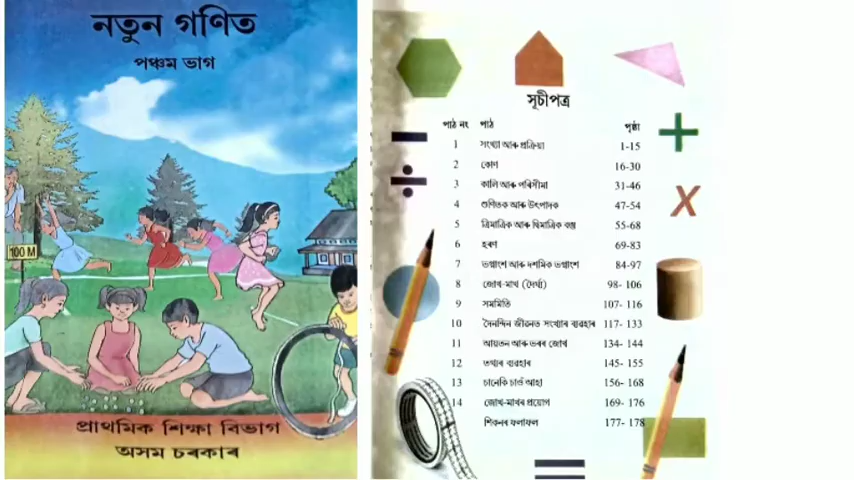 নতুন গণিত
পঞ্চম ভাগ
100 M
প্ৰাথমিক শিক্ষা বিভাগ
অসম চৰকাৰ
সূচীপত্ৰ
পাঠ নং পাঠ পৃষ্ঠা
1 সংখ্যা আৰু প্ৰক্ৰিয়া 1-15
2 কোণ 16-30
3 কালি আৰু পৰিসীমা 31-46
4 গুণিতক আৰু উৎপাদক 47-54
5 ত্ৰিমাত্ৰিক আৰু দ্বিমাত্ৰিক বস্তু 55-68
6 হৰণ 69-83
7 ভগ্নাংশ আৰু দশমিক ভগ্নাংশ 84-97
8 জোখ-মাখ (দৈৰ্ঘ্য) 98- 106
9 সমমিতি 107- 116
10 দৈনন্দিন জীৱনত সংখ্যাৰ ব্যৱহাৰ 117- 133
11 আয়তন আৰু ভৰৰ জোখ 134- 144
12 তথ্যৰ ব্যৱহাৰ 145- 155
13 চানেকি চাওঁ আহা 156- 168
14 জোখ-মাখৰ প্ৰয়োগ 169- 176
শিকনৰ ফলাফল 177- 178